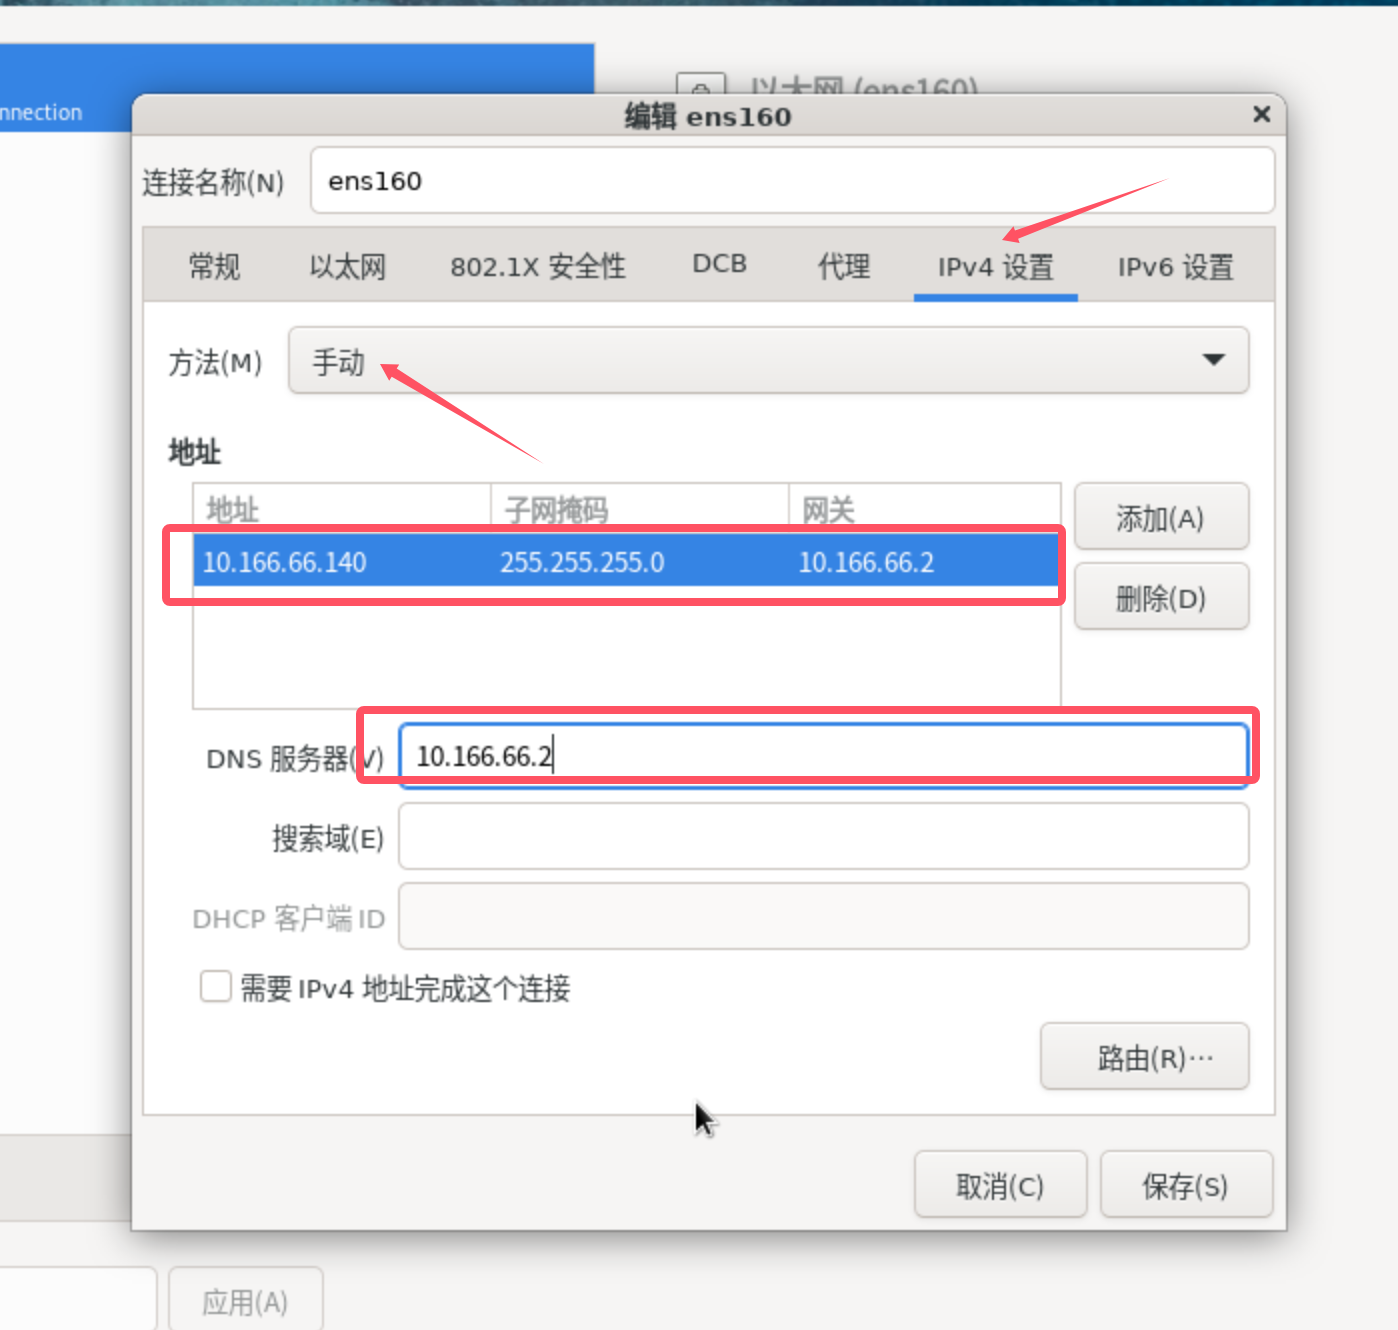 nnection
以太网 (ens160)
编辑 ens160
连接名称(N)
ens160
常规
以太网
802.1X 安全性
DCB
代理
IPv4 设置
IPv6 设置
方法(M)
手动
地址
地址
子网掩码
网关
10.166.66.140
255.255.255.0
10.166.66.2
添加(A)
删除(D)
DNS 服务器(V)
10.166.66.2
搜索域(E)
DHCP 客户端 ID
需要 IPv4 地址完成这个连接
路由(R)…
取消(C)
保存(S)
应用(A)